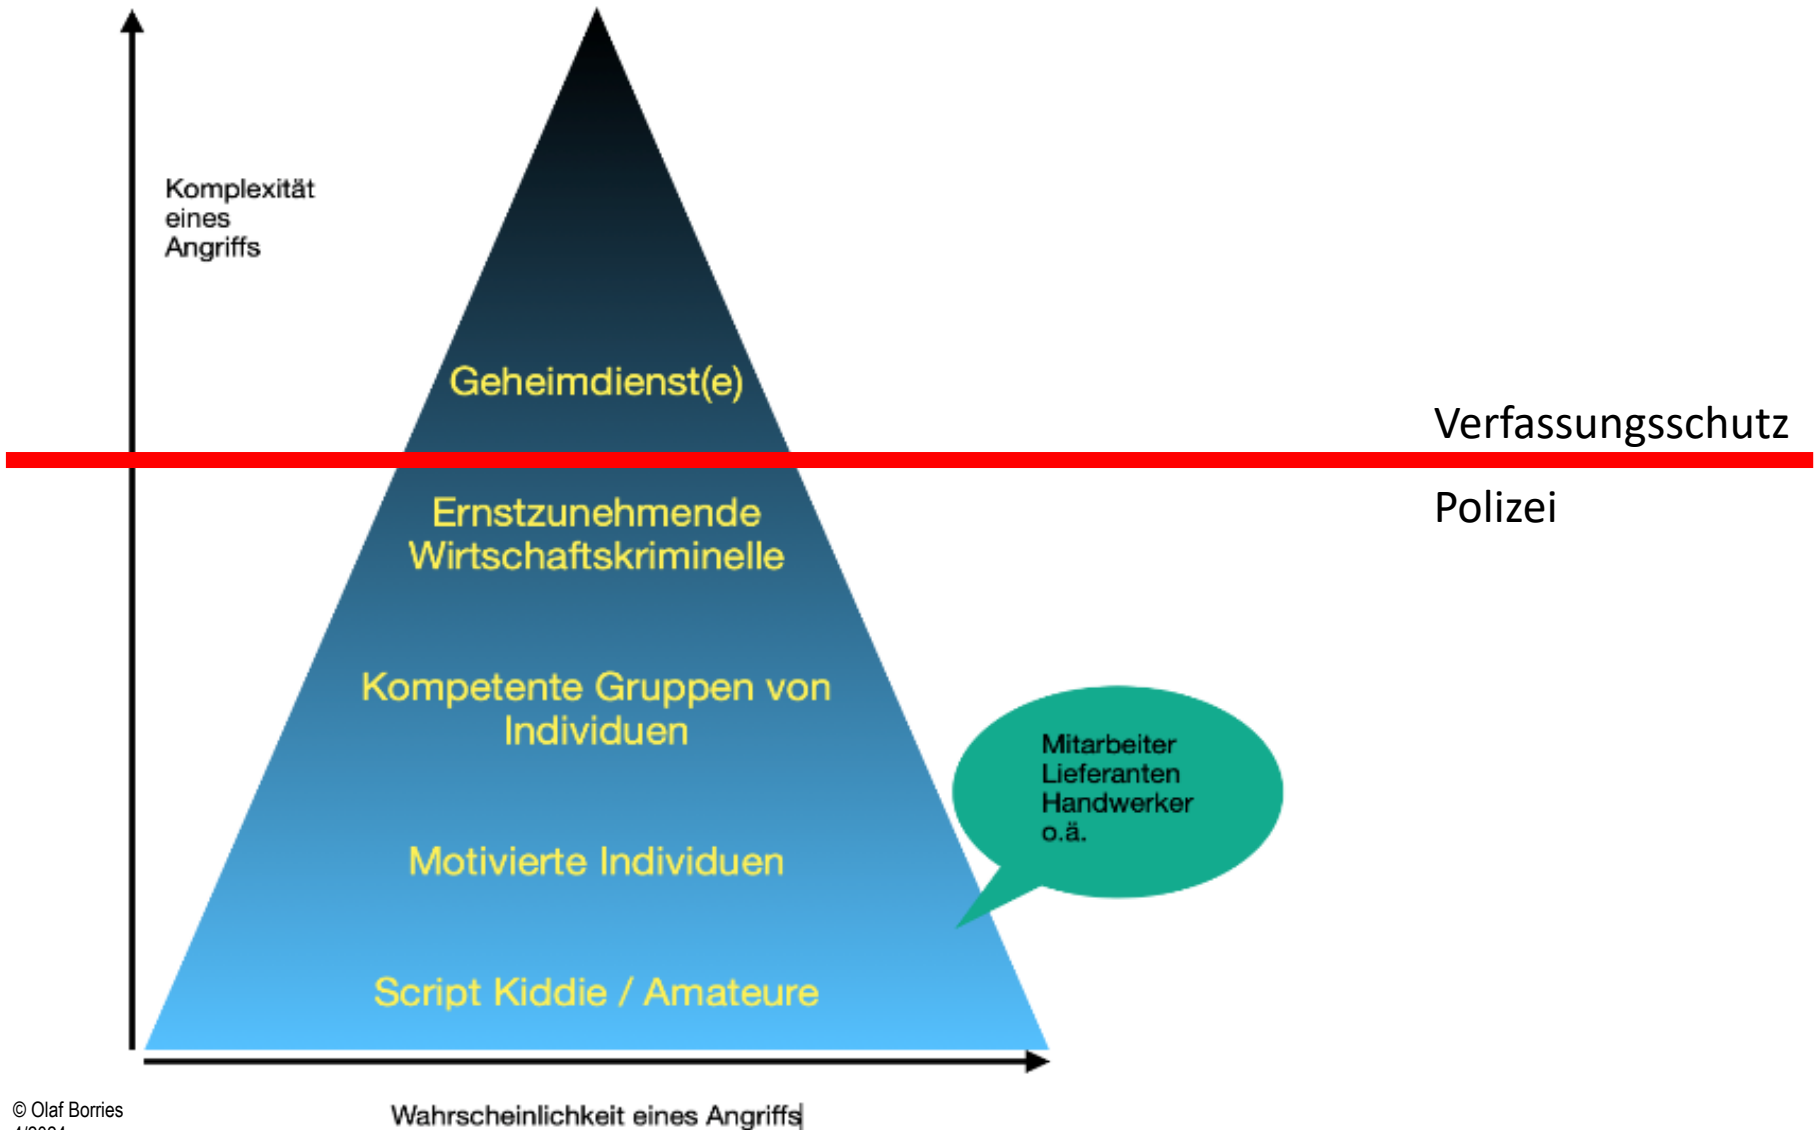 Komplexität
eines
Angriffs
Geheimdienst(e)
Verfassungsschutz
Polizei
Ernstzunehmende
Wirtschaftskriminelle
Kompetente Gruppen von
Individuen
Mitarbeiter
Lieferanten
Handwerker
o.ä.
Motivierte Individuen
Script Kiddie / Amateure
Wahrscheinlichkeit eines Angriffs
© Olaf Borries